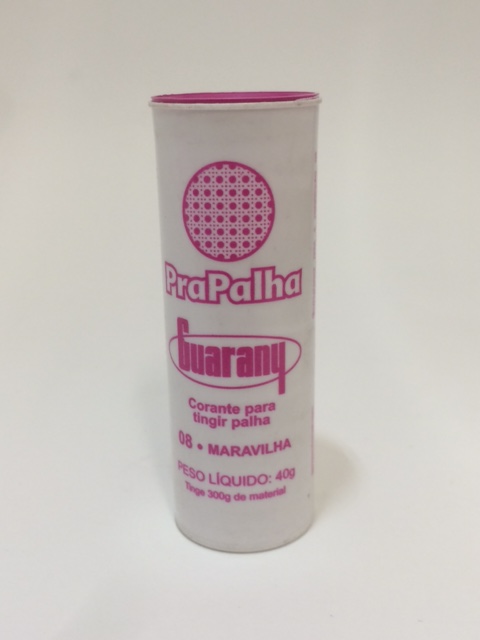 PraPalha
Guarany
Corante para
tingir palha
08 • MARAVILHA
PESO LÍQUIDO: 40g
Tinge 300g de material